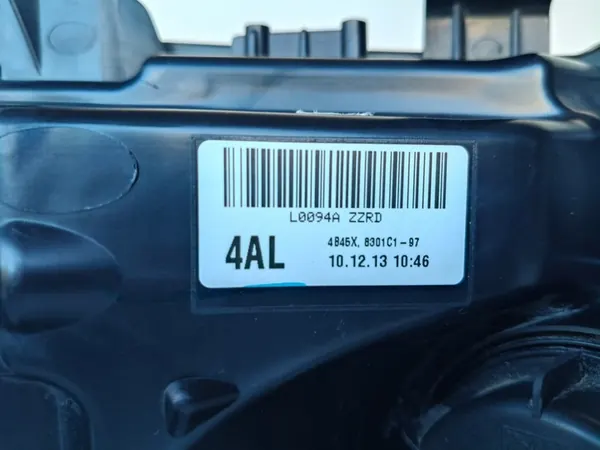 L0094A ZZRD
4AL
4B45X, 8301C1-97
10.12.13 10:46